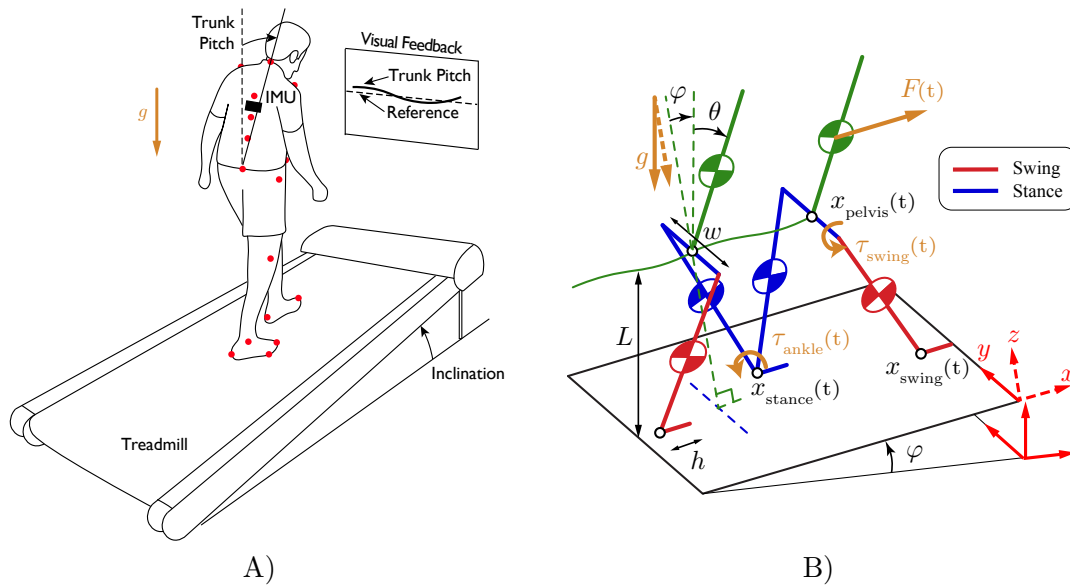 Trunk
Pitch
g
IMU
Visual Feedback
Trunk Pitch
Reference
Inclination
Treadmill
A)
φ
θ
g
F(t)
Swing
Stance
w
x_pelvis(t)
τ_swing(t)
L
τ_ankle(t)
x_stance(t)
x_swing(t)
h
y
z
x
φ
B)